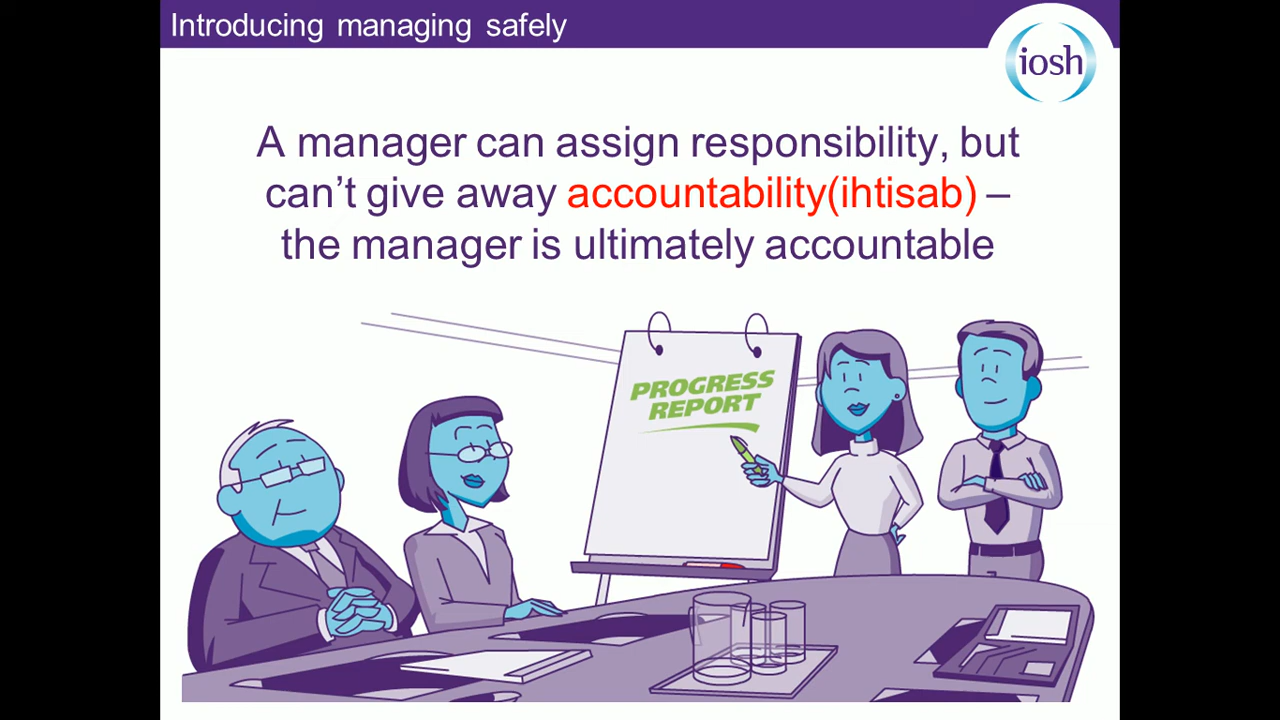 Introducing managing safely
iosh
A manager can assign responsibility, but
can’t give away accountability(ihtisab) –
the manager is ultimately accountable
PROGRESS
REPORT